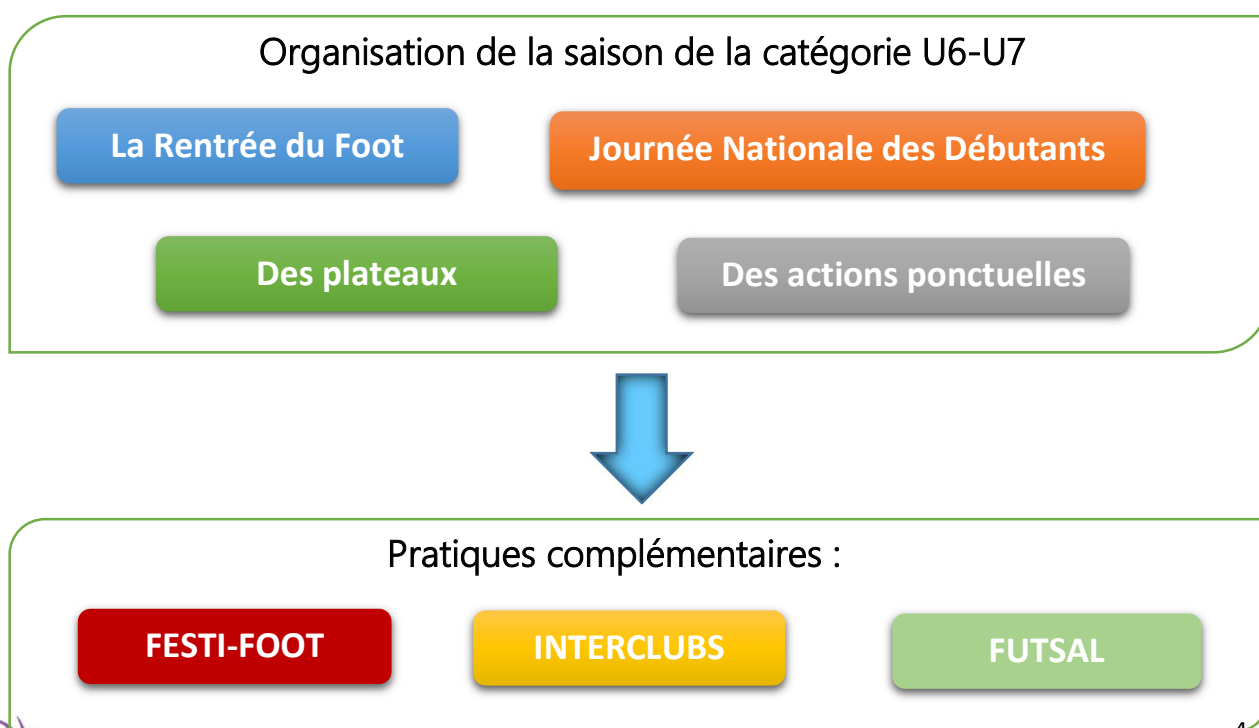 Organisation de la saison de la catégorie U6-U7
La Rentrée du Foot
Journée Nationale des Débutants
Des plateaux
Des actions ponctuelles
Pratiques complémentaires :
FESTI-FOOT
INTERCLUBS
FUTSAL